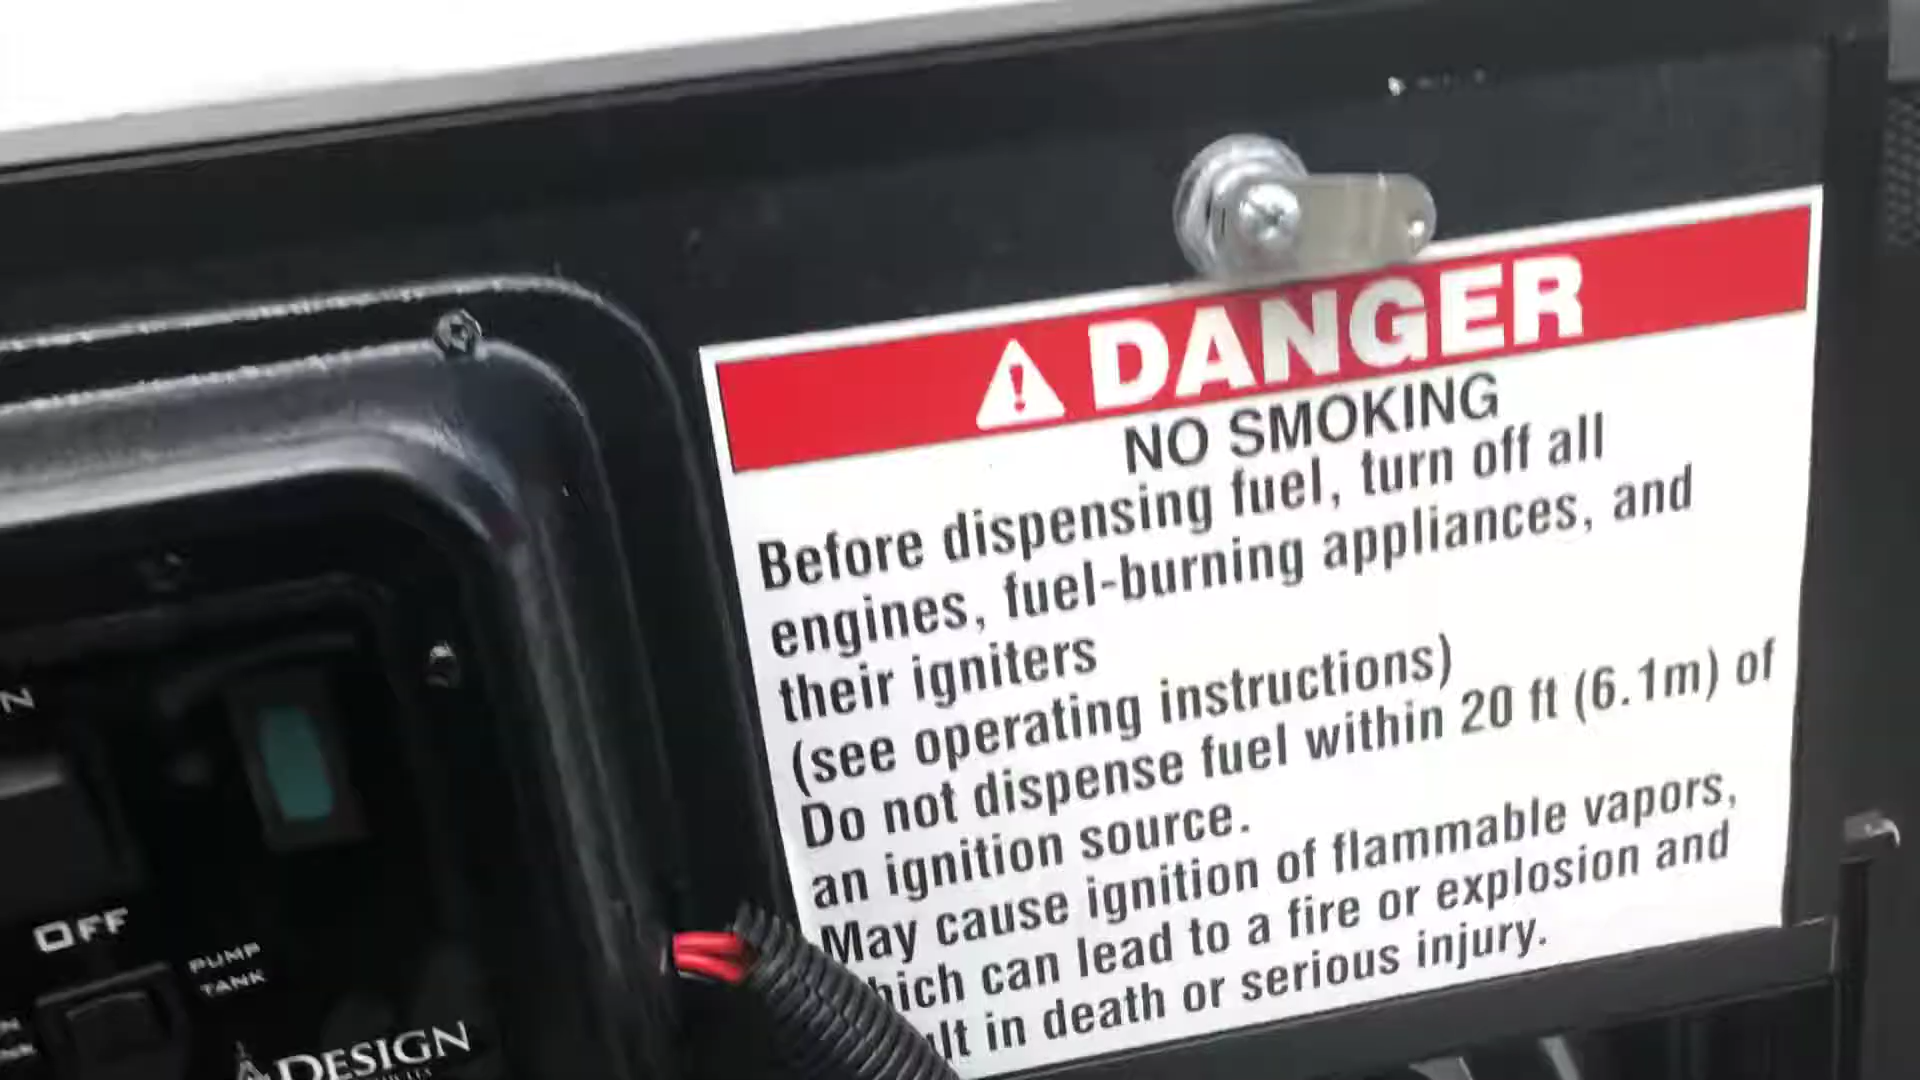 DANGER
NO SMOKING
Before dispensing fuel, turn off all
engines, fuel-burning appliances, and
their igniters
(see operating instructions)
Do not dispense fuel within 20 ft (6.1m) of
an ignition source.
May cause ignition of flammable vapors,
hich can lead to a fire or explosion and
lt in death or serious injury.
N
OFF
PUMP
TANK
DESIGN